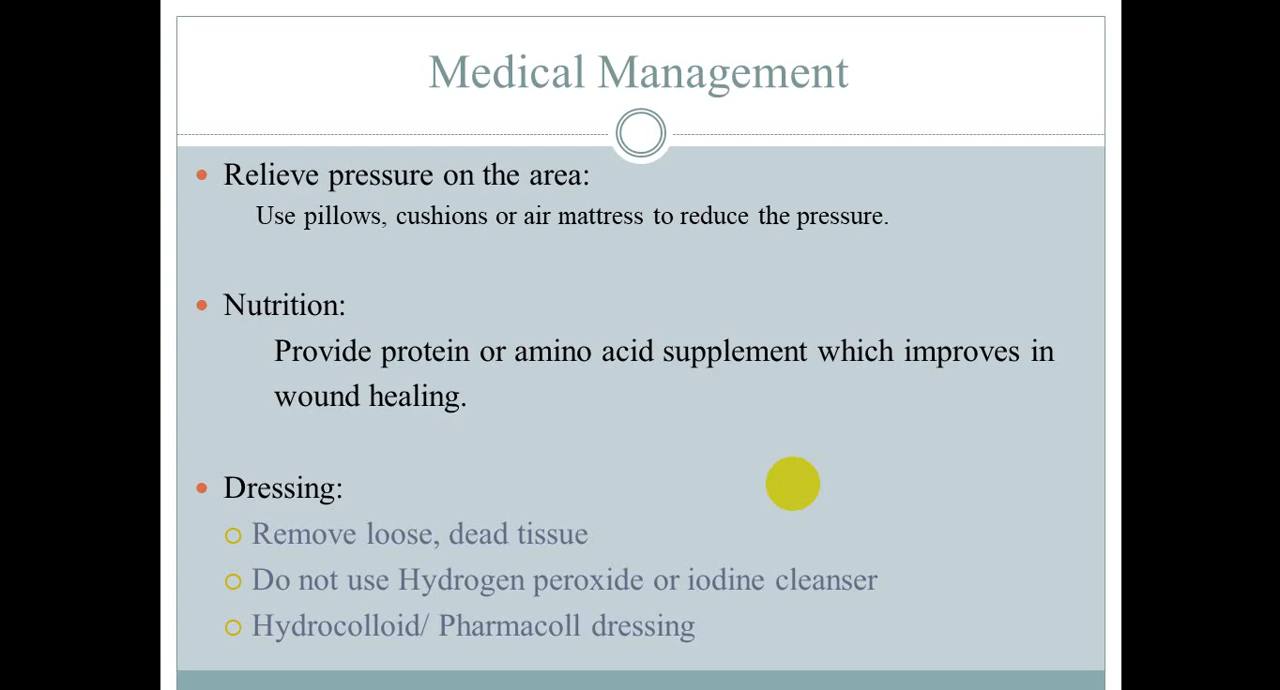 Medical Management
Relieve pressure on the area:
Use pillows, cushions or air mattress to reduce the pressure.
Nutrition:
Provide protein or amino acid supplement which improves in
wound healing.
Dressing:
Remove loose, dead tissue
Do not use Hydrogen peroxide or iodine cleanser
Hydrocolloid/ Pharmacoll dressing